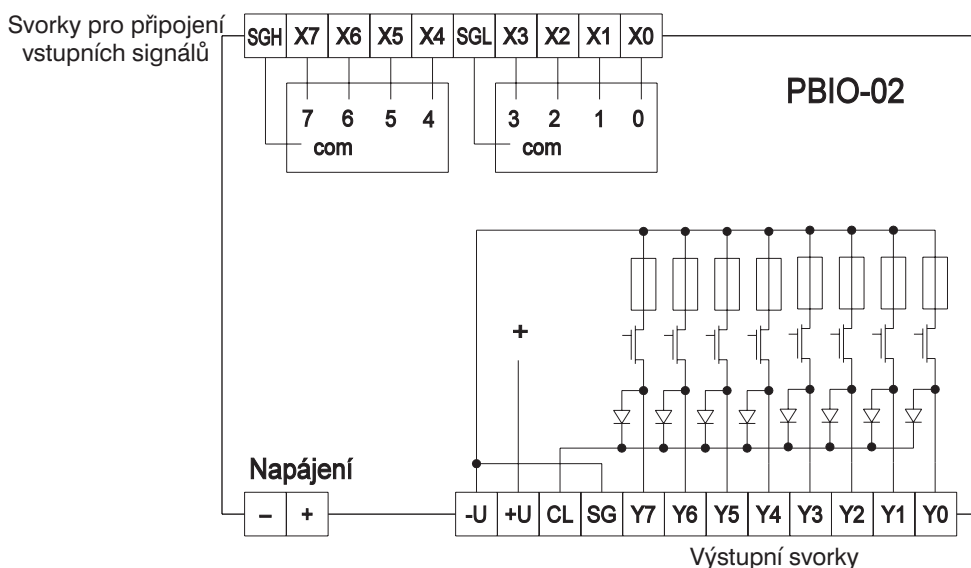 Svorky pro připojení
vstupních signálů
SGH X7 X6 X5 X4 SGL X3 X2 X1 X0
PBIO-02
7 6 5 4 3 2 1 0
com com
+
Napájení
– + -U +U CL SG Y7 Y6 Y5 Y4 Y3 Y2 Y1 Y0
Výstupní svorky